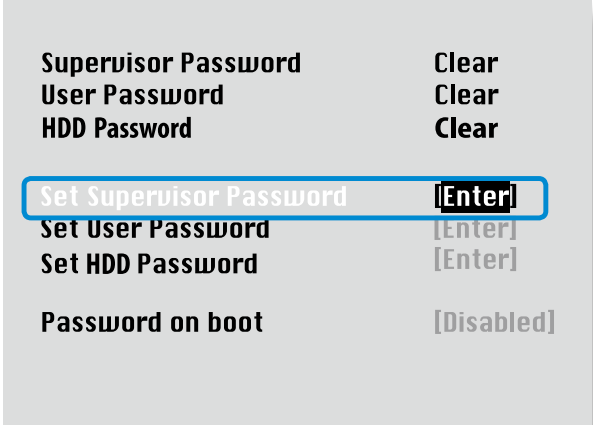 Supervisor Password Clear
User Password Clear
HDD Password Clear
Set Supervisor Password [Enter]
Set User Password [Enter]
Set HDD Password [Enter]
Password on boot [Disabled]